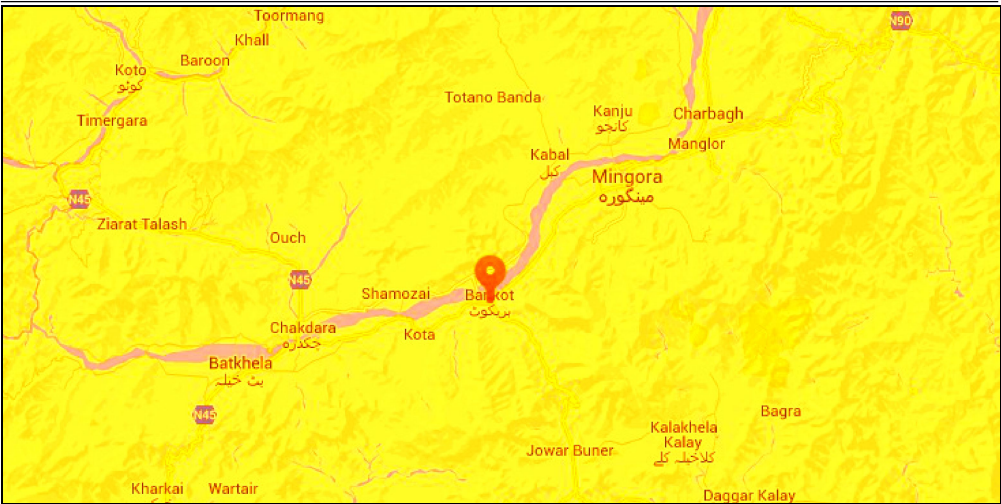 Toormang
N90
Khall
Baroon
Koto
کوٹو
Totano Banda
Timergara
Kanju
کانجو
Charbagh
Manglor
Kabal
کبل
Mingora
مینگورہ
N45
Ziarat Talash
Ouch
N45
Shamozai
Barikot
بریکوٹ
Chakdara
چکدرہ
Kota
Batkhela
بٹ خیلہ
N45
Bagra
Kalakhela
Kalay
کلاخیلہ کلے
Jowar Buner
Kharkai
Wartair
Daggar Kalay